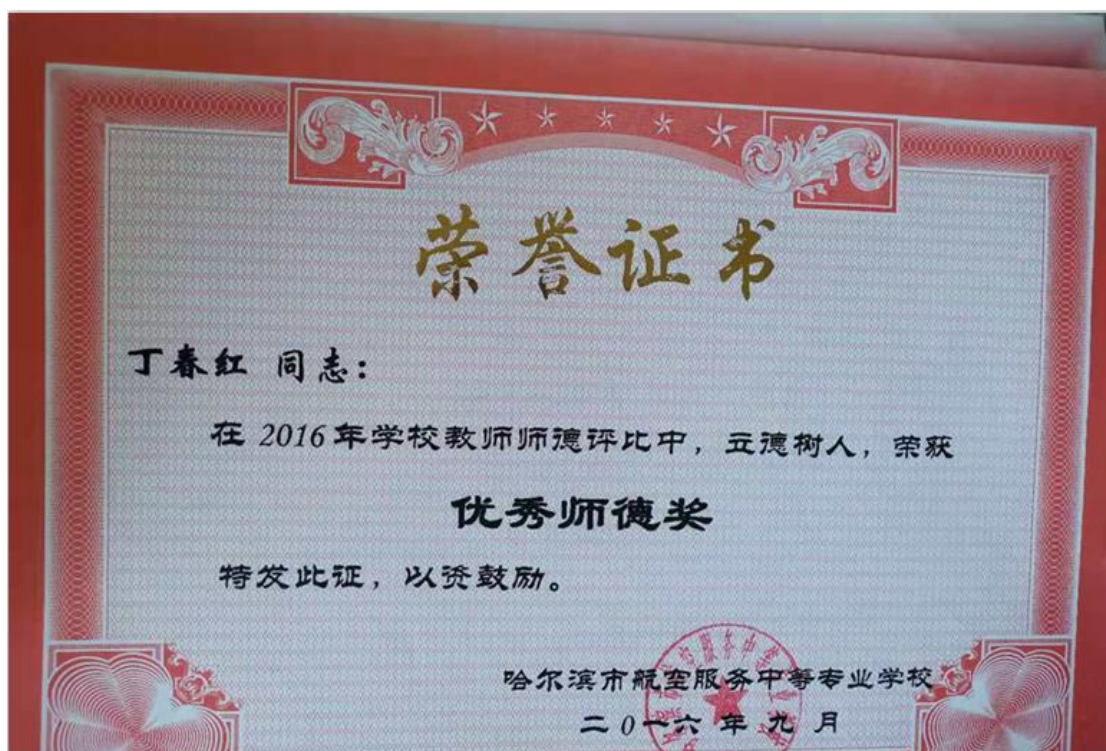 荣誉证书
丁春红 同志：
在 2016年学校教师师德评比中，立德树人，荣获
优秀师德奖
特发此证，以资鼓励。
哈尔滨市航空服务中等专业学校
二0一六年九月